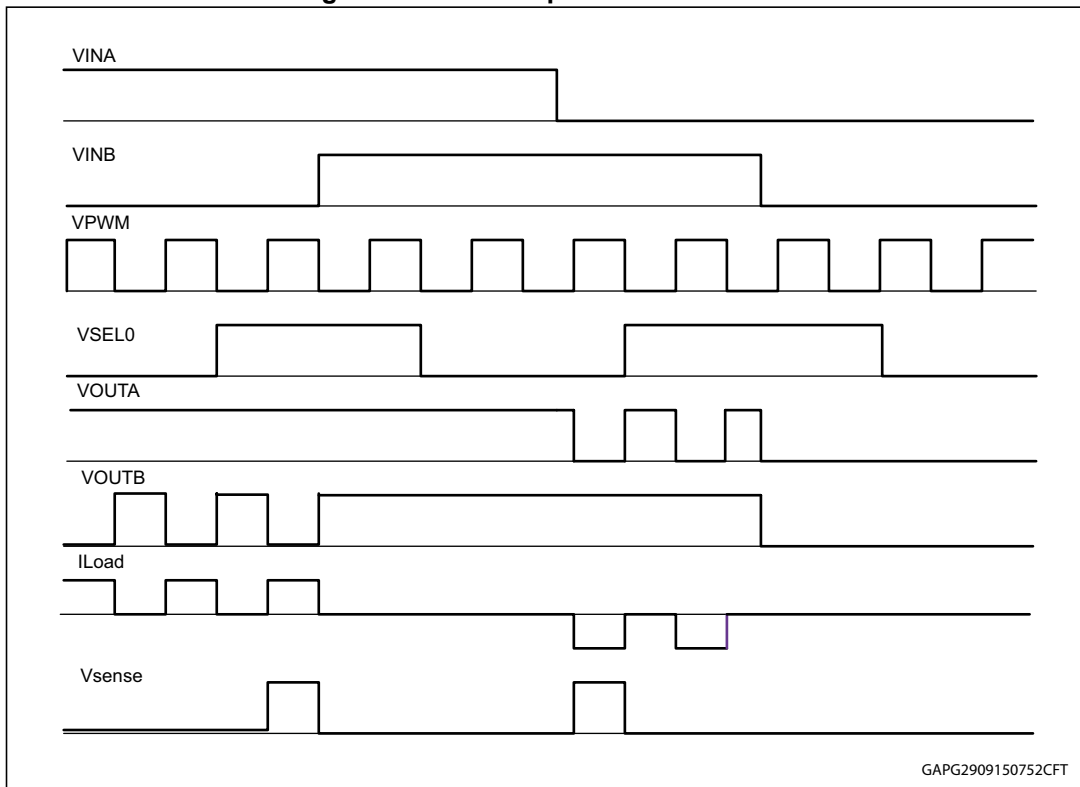 VINA
VINB
VPWM
VSEL0
VOUTA
VOUTB
ILoad
Vsense
GAPG2909150752CFT